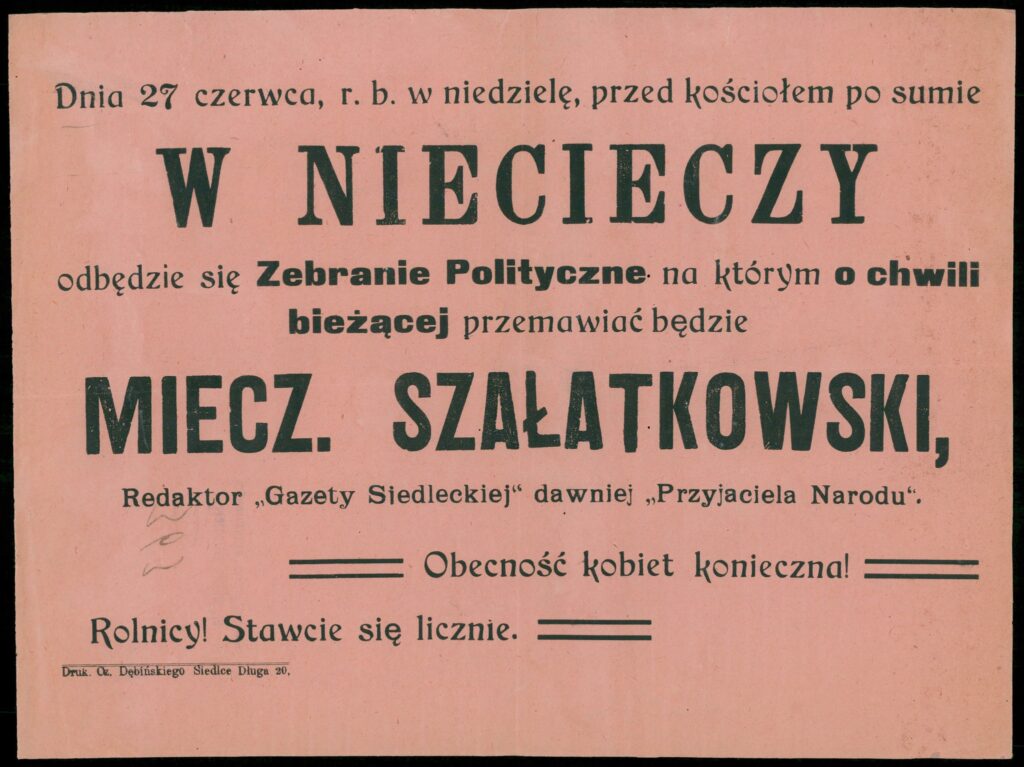 Dnia 27 czerwca, r. b. w niedzielę, przed kościołem po sumie
W NIECIECZY
odbędzie się Zebranie Polityczne na którym o chwili
bieżącej przemawiać będzie
MIECZ. SZAŁATKOWSKI,
Redaktor „Gazety Siedleckiej“ dawniej „Przyjaciela Narodu“.
Obecność kobiet konieczna!
Rolnicy! Stawcie się licznie.
Druk. Cz. Dębińskiego Siedlce Długa 20,